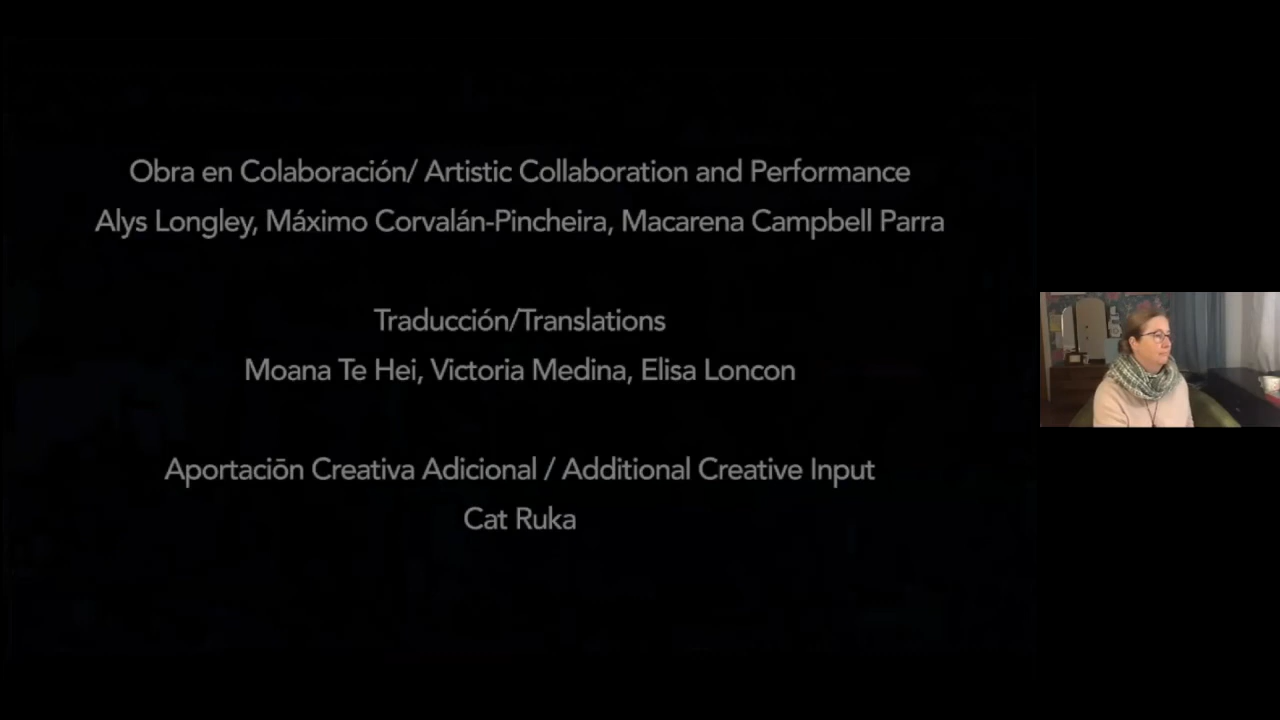 Obra en Colaboración/ Artistic Collaboration and Performance
Alys Longley, Máximo Corvalán-Pincheira, Macarena Campbell Parra
Traducción/Translations
Moana Te Hei, Victoria Medina, Elisa Loncon
Aportaciōn Creativa Adicional / Additional Creative Input
Cat Ruka